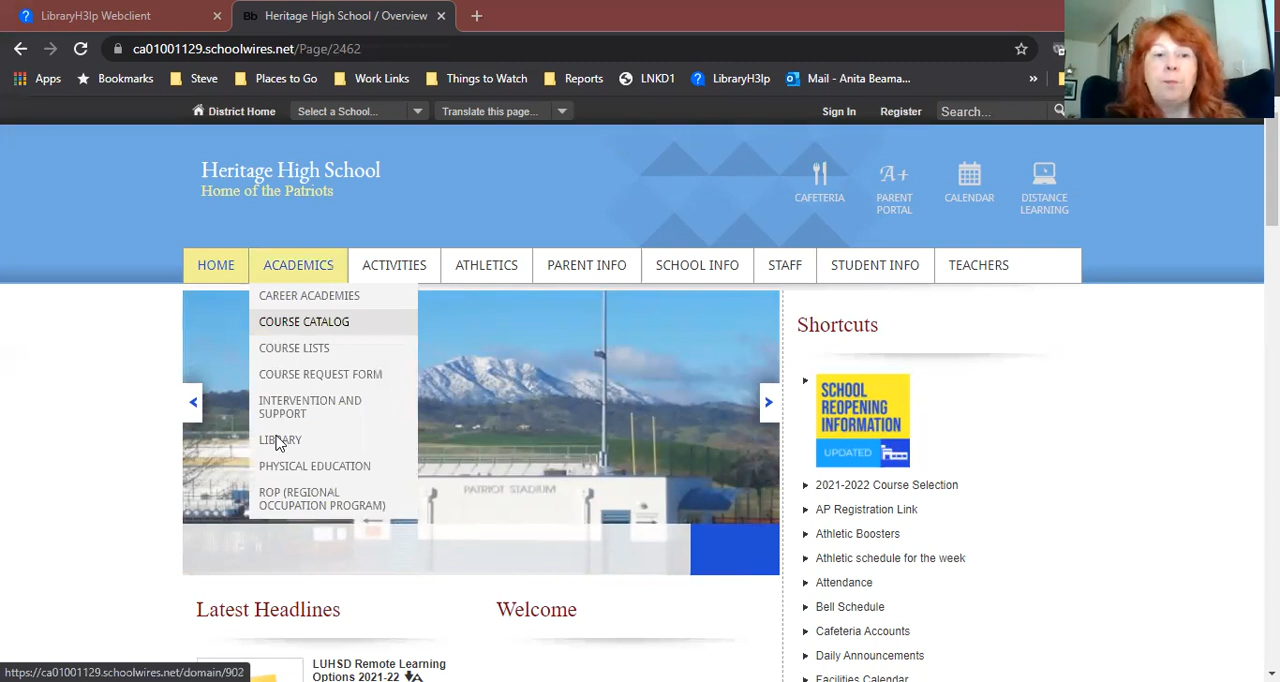 LibraryH3lp Webclient
Bb Heritage High School / Overview
ca01001129.schoolwires.net/Page/2462
Apps Bookmarks Steve Places to Go Work Links Things to Watch Reports LNKD1 LibraryH3lp Mail - Anita Beama... »
District Home Select a School... Translate this page... Sign In Register Search...
Heritage High School
Home of the Patriots
CAFETERIA
A+
PARENT
PORTAL
CALENDAR
DISTANCE
LEARNING
HOME ACADEMICS ACTIVITIES ATHLETICS PARENT INFO SCHOOL INFO STAFF STUDENT INFO TEACHERS
CAREER ACADEMIES
COURSE CATALOG
COURSE LISTS
COURSE REQUEST FORM
INTERVENTION AND
SUPPORT
LIBRARY
PHYSICAL EDUCATION
ROP (REGIONAL
OCCUPATION PROGRAM)
PATRIOT STADIUM
Shortcuts
SCHOOL
REOPENING
INFORMATION
UPDATED
2021-2022 Course Selection
AP Registration Link
Athletic Boosters
Athletic schedule for the week
Attendance
Bell Schedule
Cafeteria Accounts
Daily Announcements
Facilities Calendar
Latest Headlines
Welcome
LUHSD Remote Learning
Options 2021-22
https://ca01001129.schoolwires.net/domain/902